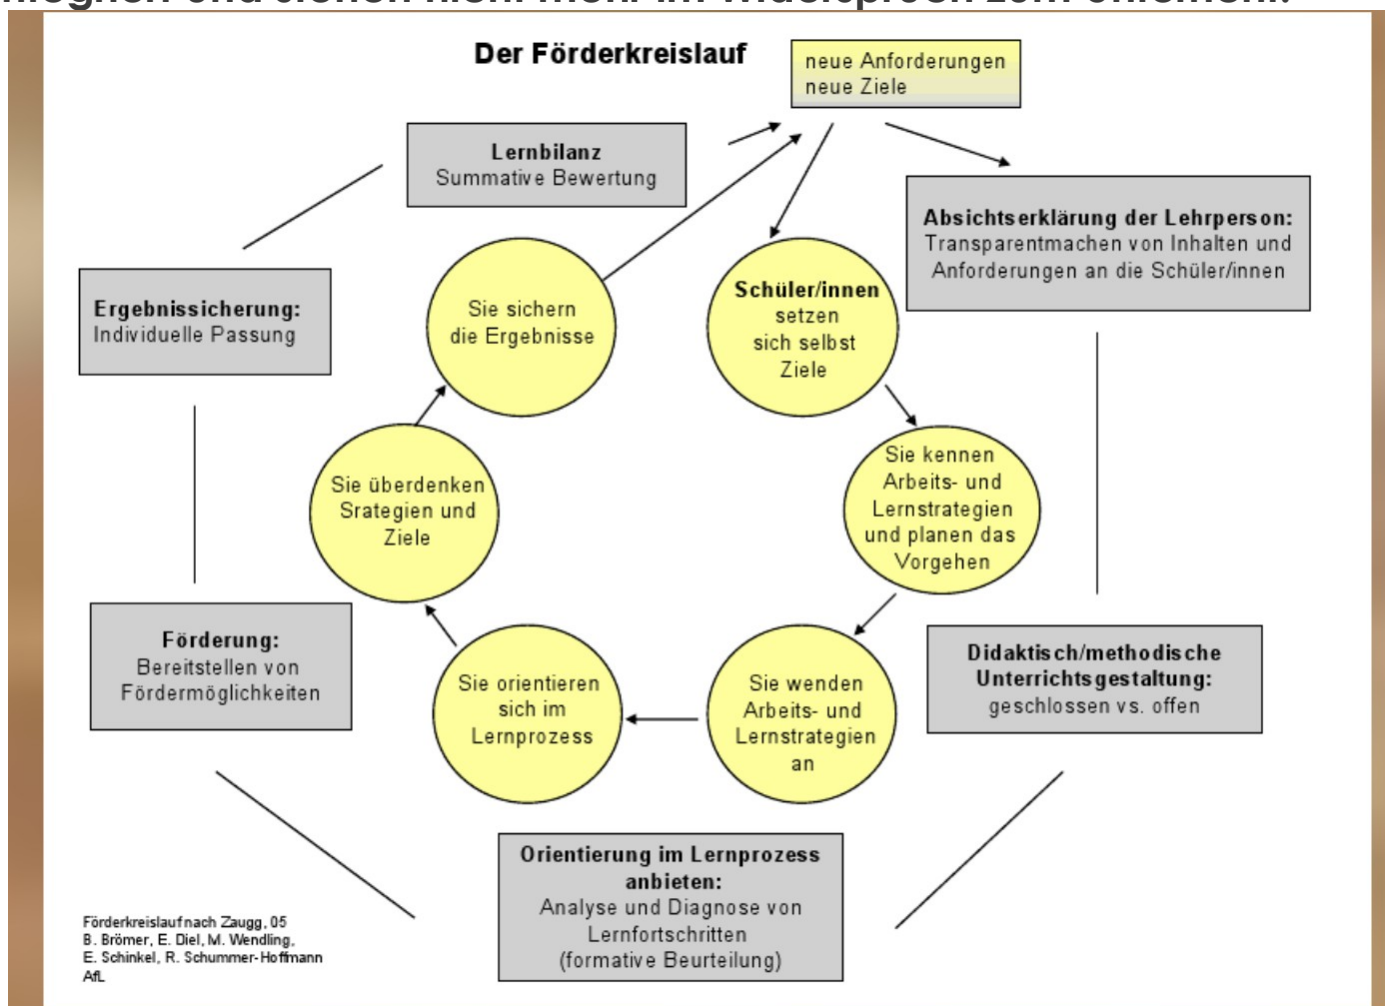 Der Förderkreislauf
neue Anforderungen
neue Ziele
Lernbilanz
Summative Bewertung
Absichtserklärung der Lehrperson:
Transparentmachen von Inhalten und
Anforderungen an die Schüler/innen
Ergebnissicherung:
Individuelle Passung
Sie sichern
die Ergebnisse
Schüler/innen
setzen
sich selbst
Ziele
Sie überdenken
Srategien und
Ziele
Sie kennen
Arbeits- und
Lernstrategien
und planen das
Vorgehen
Förderung:
Bereitstellen von
Fördermöglichkeiten
Sie orientieren
sich im
Lernprozess
Sie wenden
Arbeits- und
Lernstrategien
an
Didaktisch/methodische
Unterrichtsgestaltung:
geschlossen vs. offen
Orientierung im Lernprozess
anbieten:
Analyse und Diagnose von
Lernfortschritten
(formative Beurteilung)
Förderkreislauf nach Zaugg, 05
B. Brömer, E. Diel, M. Wendling,
E. Schinkel, R. Schummer-Hoffmann
AfL